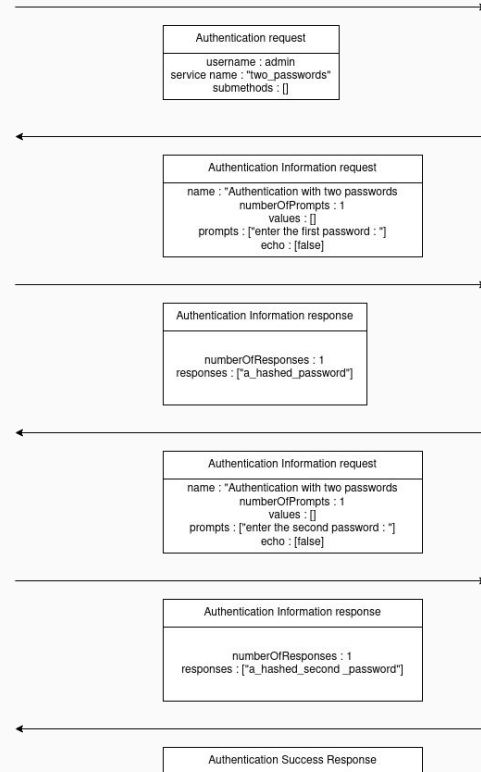 Authentication request
username : admin
service name : "two_passwords"
submethods : []
Authentication Information request
name : "Authentication with two passwords
numberOfPrompts : 1
values : []
prompts : ["enter the first password : "]
echo : [false]
Authentication Information response
numberOfResponses : 1
responses : ["a_hashed_password"]
Authentication Information request
name : "Authentication with two passwords
numberOfPrompts : 1
values : []
prompts : ["enter the second password : "]
echo : [false]
Authentication Information response
numberOfResponses : 1
responses : ["a_hashed_second _password"]
Authentication Success Response